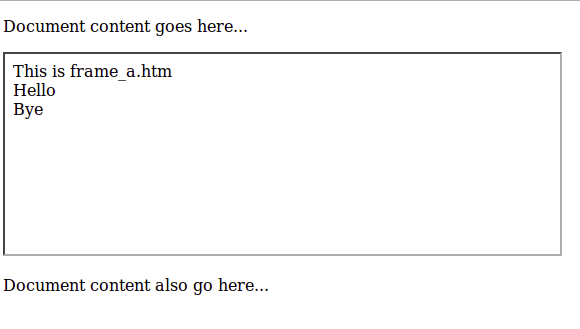 Document content goes here...
This is frame_a.htm
Hello
Bye
Document content also go here...